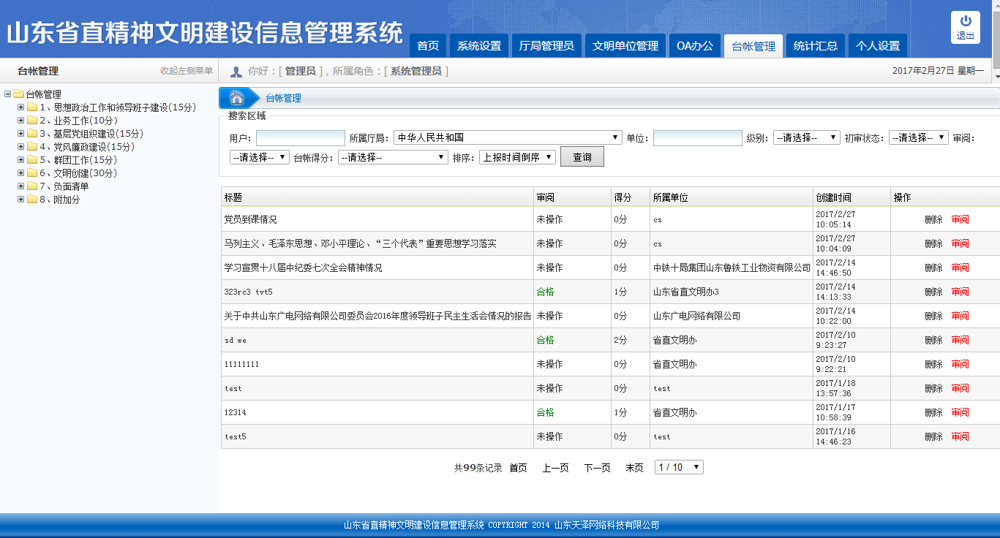 山东省直精神文明建设信息管理系统
首页 系统设置 厅局管理员 文明单位管理 OA办公 台帐管理 统计汇总 个人设置
退出
台帐管理 收起左侧菜单 你好：[ 管理员 ]，所属角色：[ 系统管理员 ] 2017年2月27日 星期一
台帐管理
1、思想政治工作和领导班子建设(15分)
2、业务工作(10分)
3、基层党组织建设(15分)
4、党风廉政建设(15分)
5、群团工作(15分)
6、文明创建(30分)
7、负面清单
8、附加分
台帐管理
搜索区域
用户： 所属厅局： 中华人民共和国 单位： 级别： --请选择-- 初审状态： --请选择-- 审阅：
--请选择-- 台帐得分： --请选择-- 排序： 上报时间倒序 查询
标题 审阅 得分 所属单位 创建时间 操作
党员到课情况 未操作 0分 cs 2017/2/27 10:05:14 删除 审阅
马列主义、毛泽东思想、邓小平理论、“三个代表”重要思想学习落实 未操作 0分 cs 2017/2/27 10:04:09 删除 审阅
学习宣贯十八届中纪委七次全会精神情况 未操作 0分 中铁十局集团山东鲁铁工业物资有限公司 2017/2/14 14:46:50 删除 审阅
323rc3 tvt5 合格 1分 山东省直文明办3 2017/2/14 14:13:33 删除 审阅
关于中共山东广电网络有限公司委员会2016年度领导班子民主生活会情况的报告 未操作 0分 山东广电网络有限公司 2017/2/14 10:22:00 删除 审阅
sd we 合格 2分 省直文明办 2017/2/10 9:23:27 删除 审阅
11111111 未操作 0分 省直文明办 2017/2/10 9:22:21 删除 审阅
test 未操作 0分 test 2017/1/18 13:57:36 删除 审阅
12314 合格 1分 省直文明办 2017/1/17 10:58:39 删除 审阅
test5 未操作 0分 test 2017/1/16 14:46:23 删除 审阅
共99条记录 首页 上一页 下一页 末页 1 / 10
山东省直精神文明建设信息管理系统 COPYRIGHT 2014 山东天泽网络科技有限公司